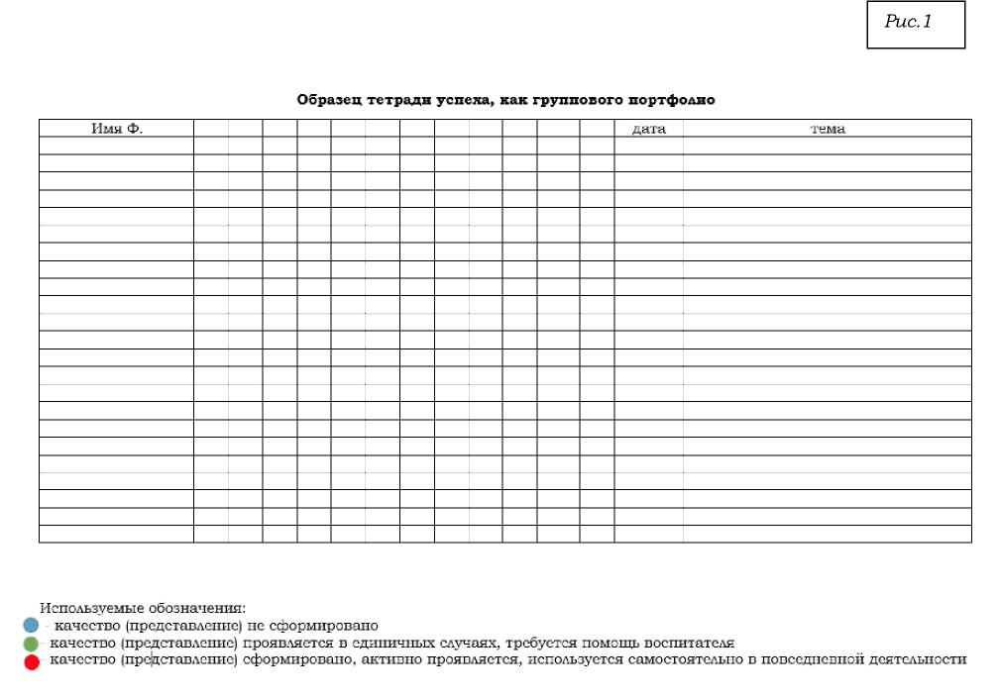 Рис.1
Образец тетради успеха, как группового портфолио
Имя Ф. дата тема
Используемые обозначения:
- качество (представление) не сформировано
- качество (представление) проявляется в единичных случаях, требуется помощь воспитателя
- качество (представление) сформировано, активно проявляется, используется самостоятельно в повседневной деятельности